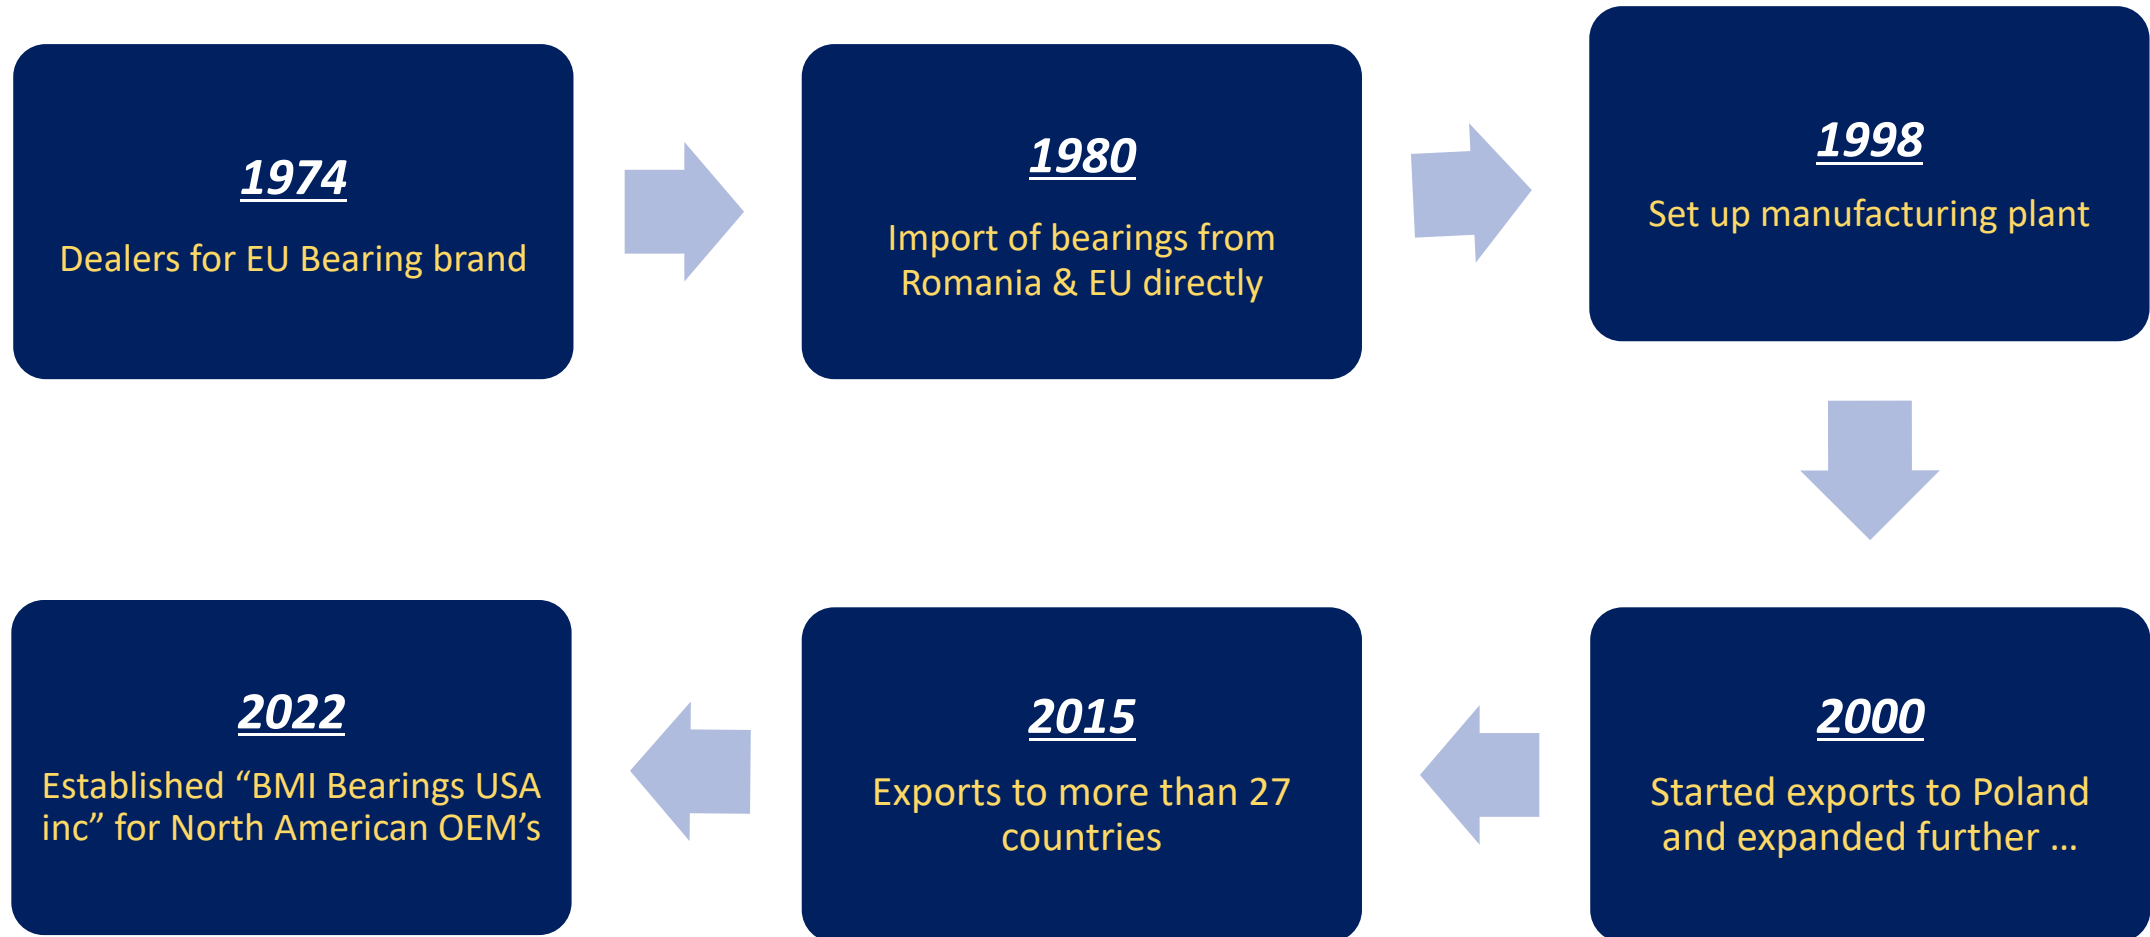 1974
Dealers for EU Bearing brand
1980
Import of bearings from
Romania & EU directly
1998
Set up manufacturing plant
2000
Started exports to Poland
and expanded further ...
2015
Exports to more than 27
countries
2022
Established “BMI Bearings USA
inc” for North American OEM’s